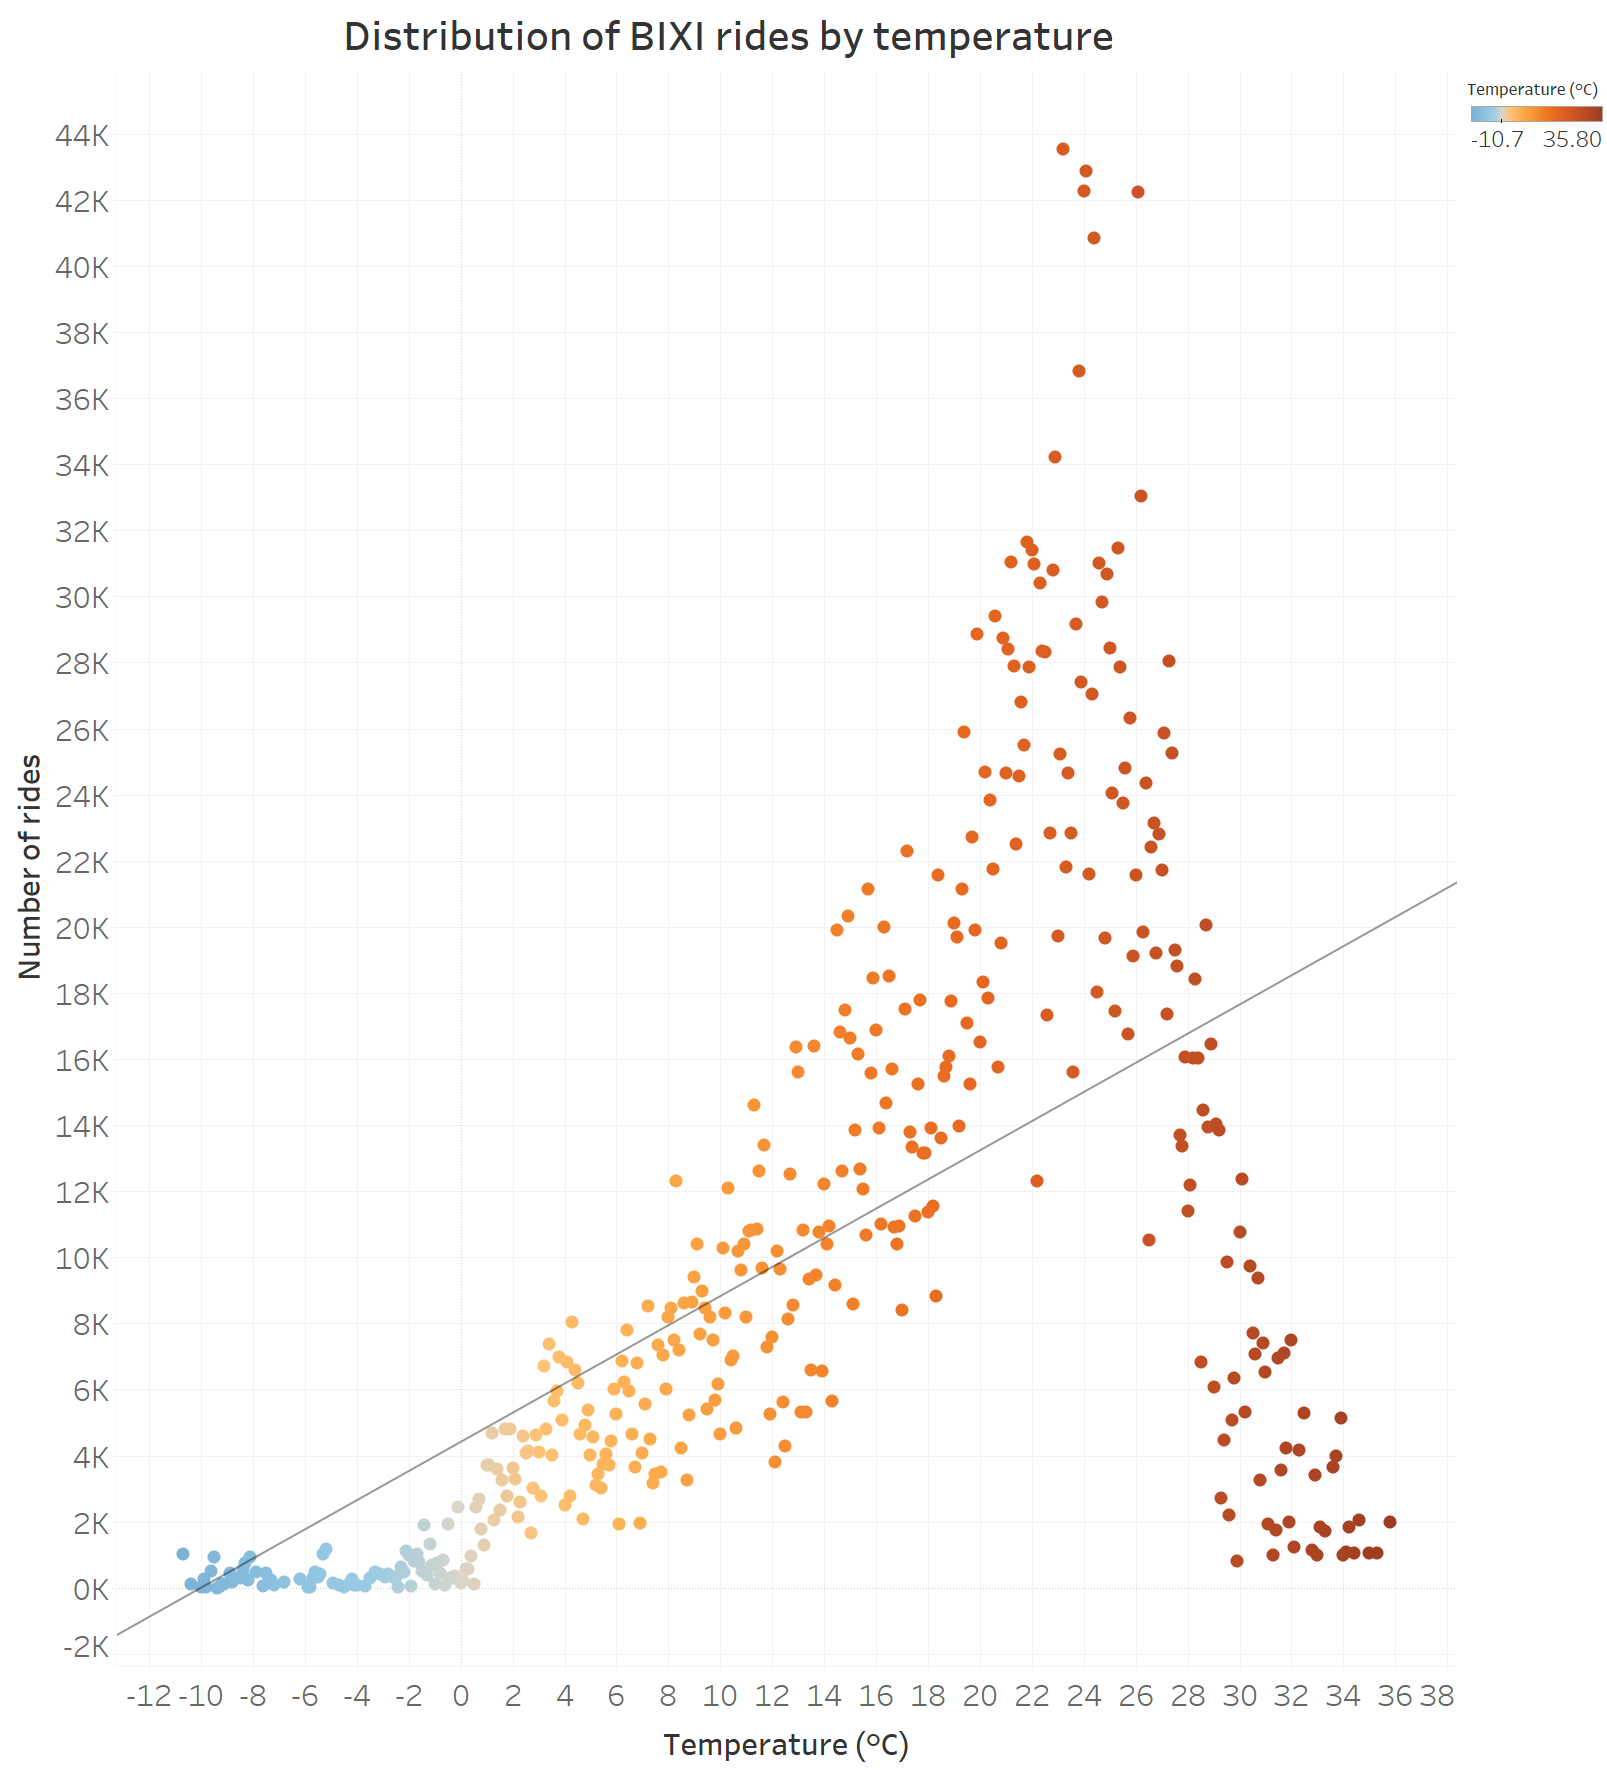 Distribution of BIXI rides by temperature
Temperature (°C)
-10.7 35.80
44K
42K
40K
38K
36K
34K
32K
30K
28K
26K
24K
22K
20K
18K
16K
14K
12K
10K
8K
6K
4K
2K
0K
-2K
Number of rides
-12 -10 -8 -6 -4 -2 0 2 4 6 8 10 12 14 16 18 20 22 24 26 28 30 32 34 36 38
Temperature (°C)